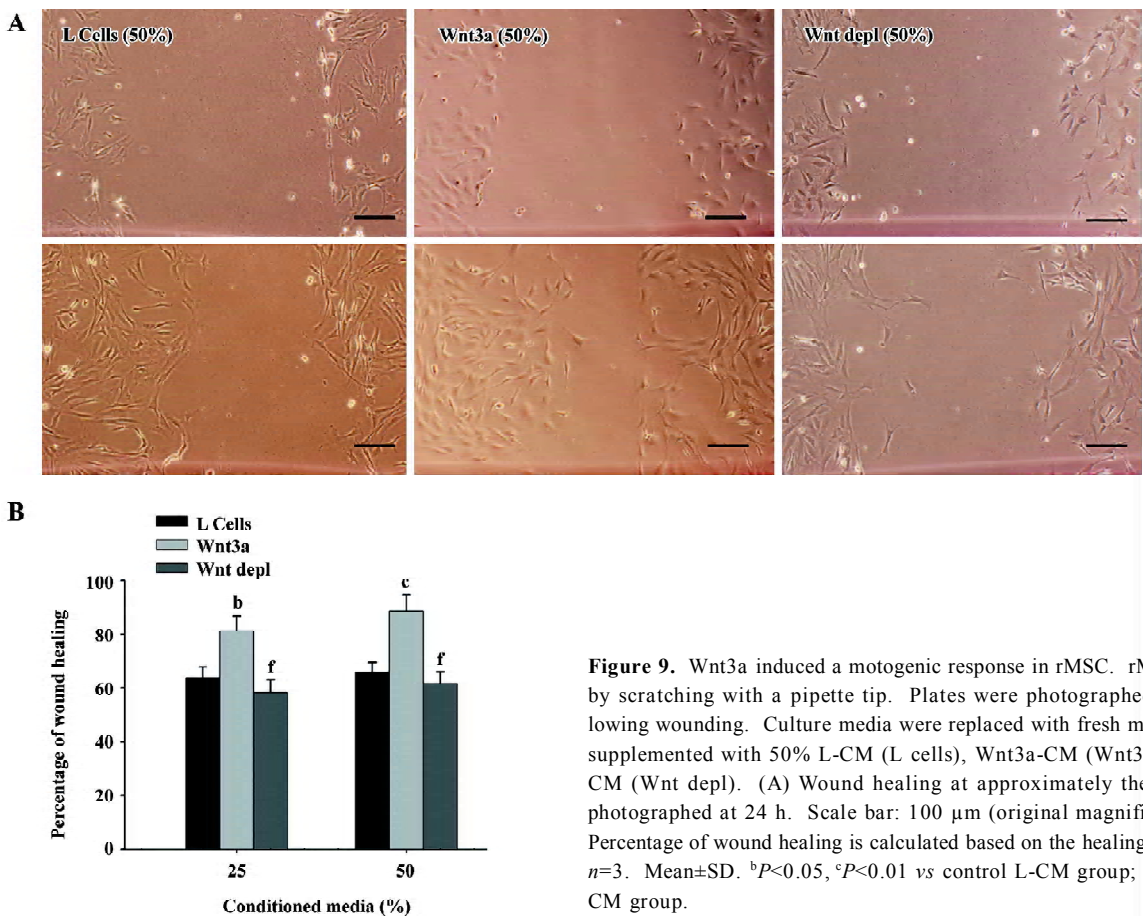 A
L Cells (50%)
Wnt3a (50%)
Wnt depl (50%)
B
L Cells
Wnt3a
Wnt depl
Percentage of wound healing
100
80
60
40
20
0
b
f
c
f
25
50
Conditioned media (%)
Figure 9. Wnt3a induced a motogenic response in rMSC. rM
by scratching with a pipette tip. Plates were photographe
lowing wounding. Culture media were replaced with fresh m
supplemented with 50% L-CM (L cells), Wnt3a-CM (Wnt3
CM (Wnt depl). (A) Wound healing at approximately the
photographed at 24 h. Scale bar: 100 µm (original magnifi
Percentage of wound healing is calculated based on the healing
n=3. Mean±SD. ᵇP<0.05, ᶜP<0.01 vs control L-CM group;
CM group.